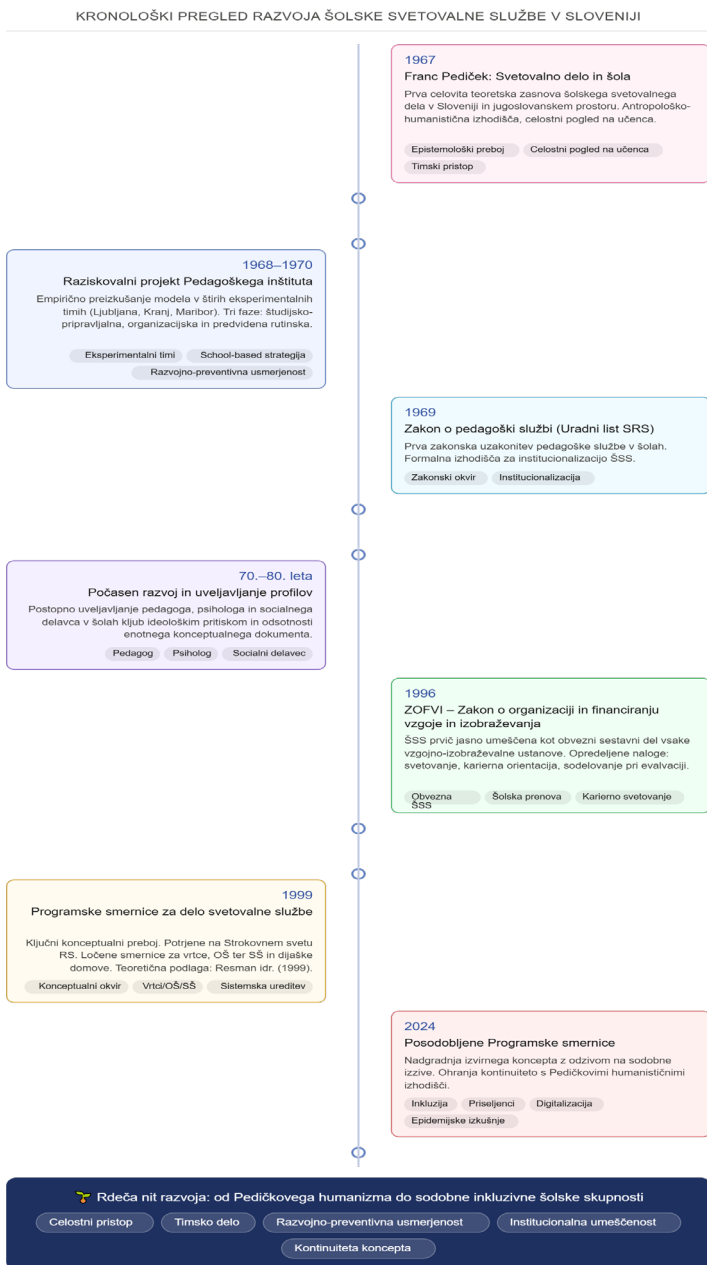 KRONOLOŠKI PREGLED RAZVOJA ŠOLSKE SVETOVALNE SLUŽBE V SLOVENIJI
1967
Franc Pediček: Svetovalno delo in šola
Prva celovita teoretska zasnova šolskega svetovalnega
dela v Sloveniji in jugoslovanskem prostoru. Antropološko-
humanistična izhodišča, celostni pogled na učenca.
Epistemološki preboj Celostni pogled na učenca
Timski pristop
1968–1970
Raziskovalni projekt Pedagoškega inštituta
Empirično preizkušanje modela v štirih eksperimentalnih
timih (Ljubljana, Kranj, Maribor). Tri faze: študijsko-
pripravljalna, organizacijska in predvidena rutinska.
Eksperimentalni timi School-based strategija
Razvojno-preventivna usmerjenost
1969
Zakon o pedagoški službi (Uradni list SRS)
Prva zakonska uzakonitev pedagoške službe v šolah.
Formalna izhodišča za institucionalizacijo ŠSS.
Zakonski okvir Institucionalizacija
70.–80. leta
Počasen razvoj in uveljavljanje profilov
Postopno uveljavljanje pedagoga, psihologa in socialnega
delavca v šolah kljub ideološkim pritiskom in odsotnosti
enotnega konceptualnega dokumenta.
Pedagog Psiholog Socialni delavec
1996
ZOFVI – Zakon o organizaciji in financiranju
vzgoje in izobraževanja
ŠSS prvič jasno umeščena kot obvezni sestavni del vsake
vzgojno-izobraževalne ustanove. Opredeljene naloge:
svetovanje, karierna orientacija, sodelovanje pri evalvaciji.
Obvezna Šolska prenova Karierno svetovanje
ŠSS
1999
Programske smernice za delo svetovalne službe
Ključni konceptualni preboj. Potrjene na Strokovnem svetu
RS. Ločene smernice za vrtce, OŠ ter SŠ in dijaške
domove. Teoretična podlaga: Resman idr. (1999).
Konceptualni okvir Vrtci/OŠ/SŠ Sistemska ureditev
2024
Posodobljene Programske smernice
Nadgradnja izvirnega koncepta z odzivom na sodobne
izzive. Ohranja kontinuiteto s Pedičkovimi humanističnimi
izhodišči.
Inkluzija Priseljenci Digitalizacija
Epidemijske izkušnje
Rdeča nit razvoja: od Pedičkovega humanizma do sodobne inkluzivne šolske skupnosti
Celostni pristop Timsko delo Razvojno-preventivna usmerjenost Institucionalna umeščenost
Kontinuiteta koncepta